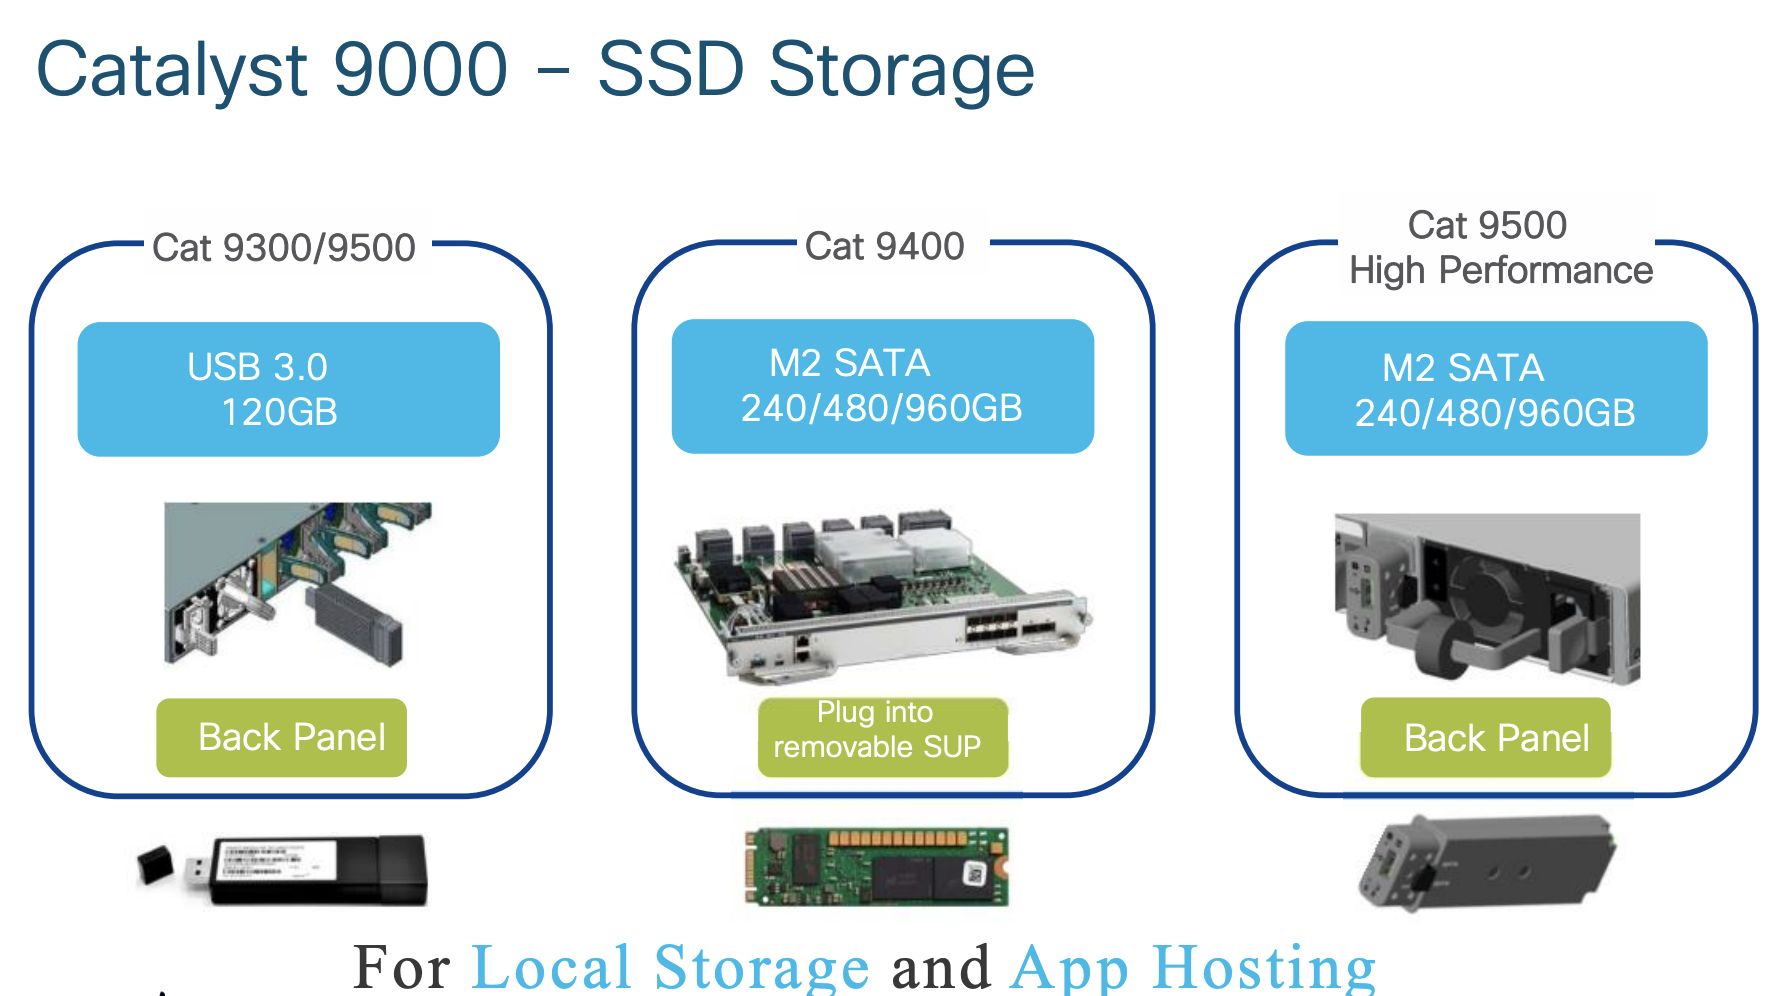 Catalyst 9000 – SSD Storage
Cat 9300/9500
USB 3.0
120GB
Back Panel
Cat 9400
M2 SATA
240/480/960GB
Plug into
removable SUP
Cat 9500
High Performance
M2 SATA
240/480/960GB
Back Panel
For Local Storage and App Hosting